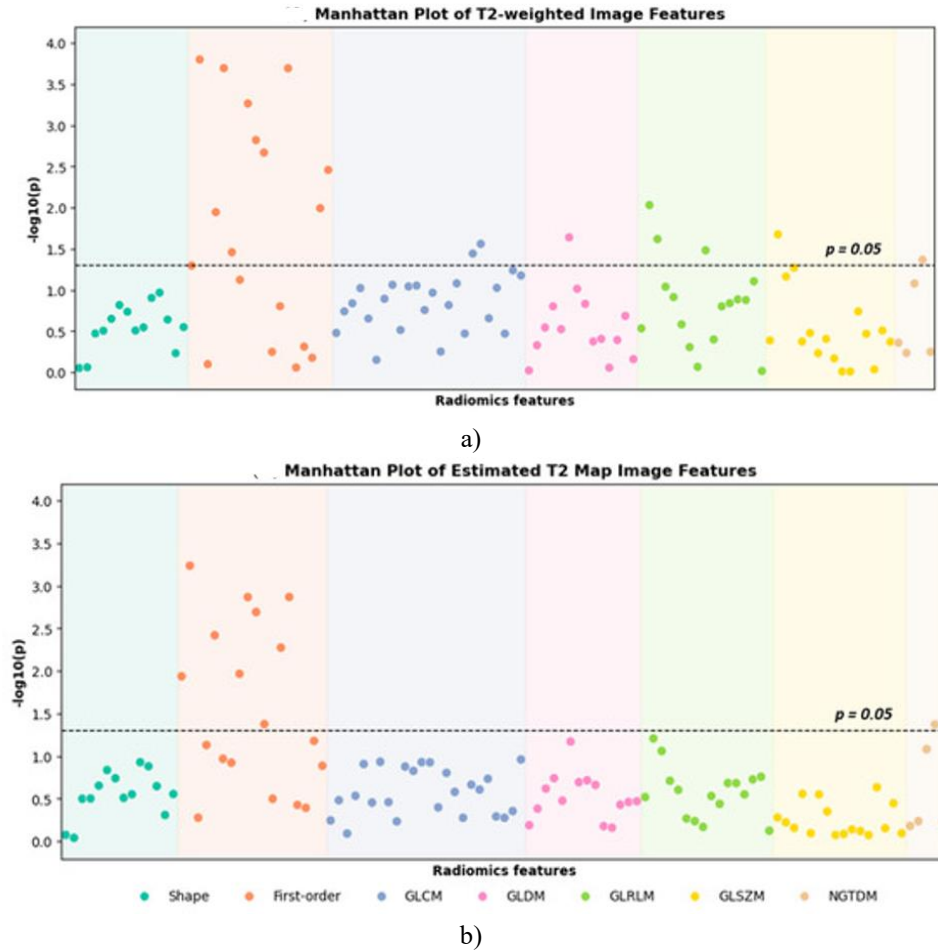 Manhattan Plot of T2-weighted Image Features
4.0
3.5
3.0
2.5
2.0
1.5
1.0
0.5
0.0
-log10(p)
p = 0.05
Radiomics features
a)
Manhattan Plot of Estimated T2 Map Image Features
4.0
3.5
3.0
2.5
2.0
1.5
1.0
0.5
0.0
-log10(p)
p = 0.05
Radiomics features
Shape First-order GLCM GLDM GLRLM GLSZM NGTDM
b)